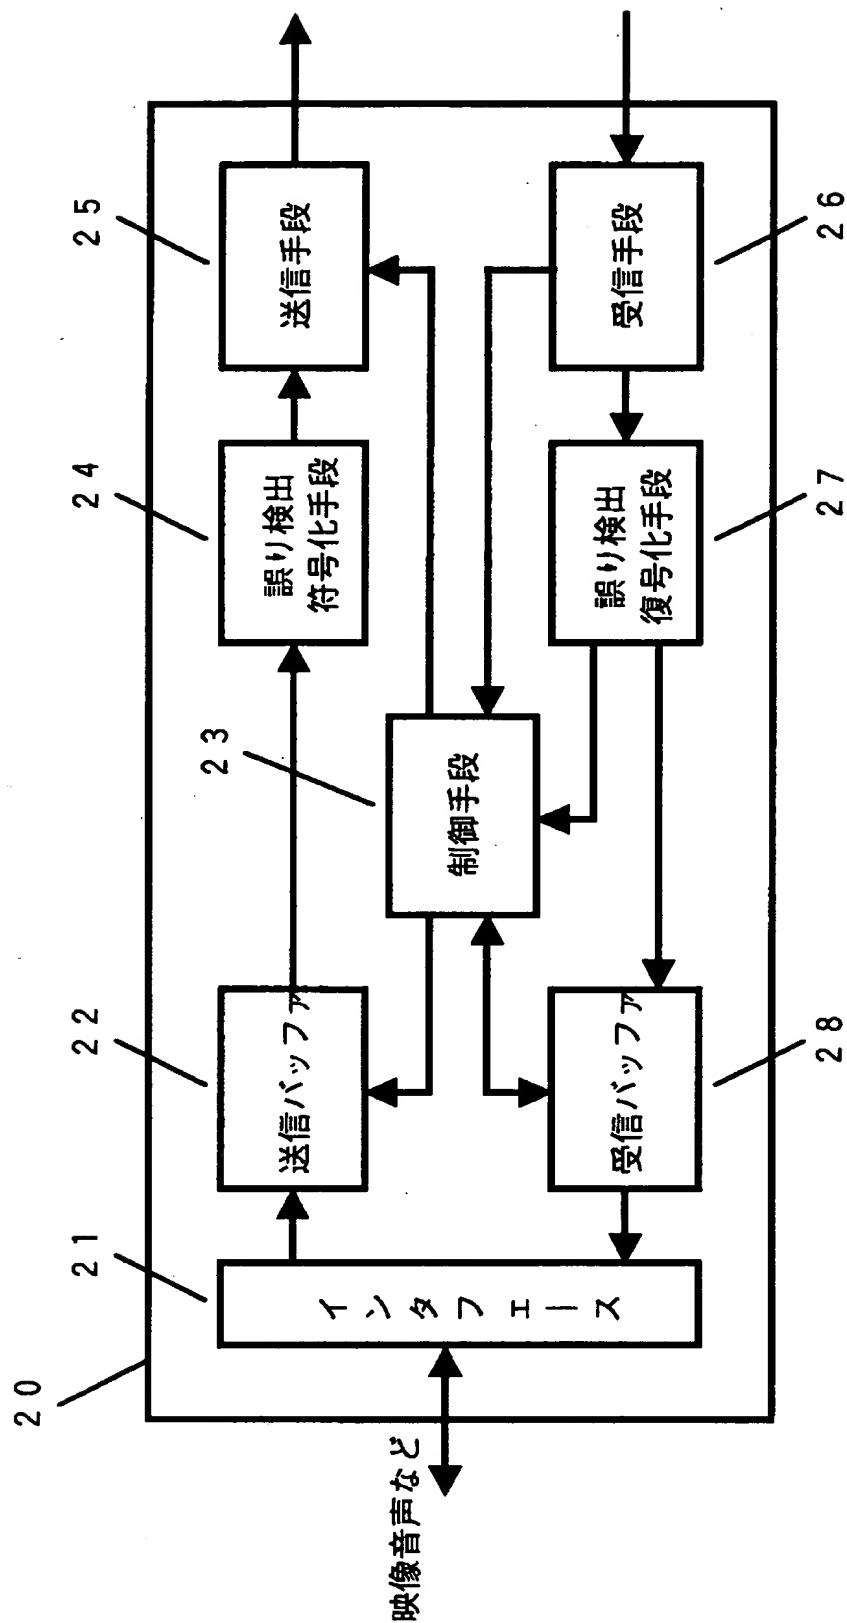 20
映像音声など
21
インタフェース
22
送信バッファ
23
制御手段
24
誤り検出
符号化手段
25
送信手段
26
受信手段
27
誤り検出
復号化手段
28
受信バッファ